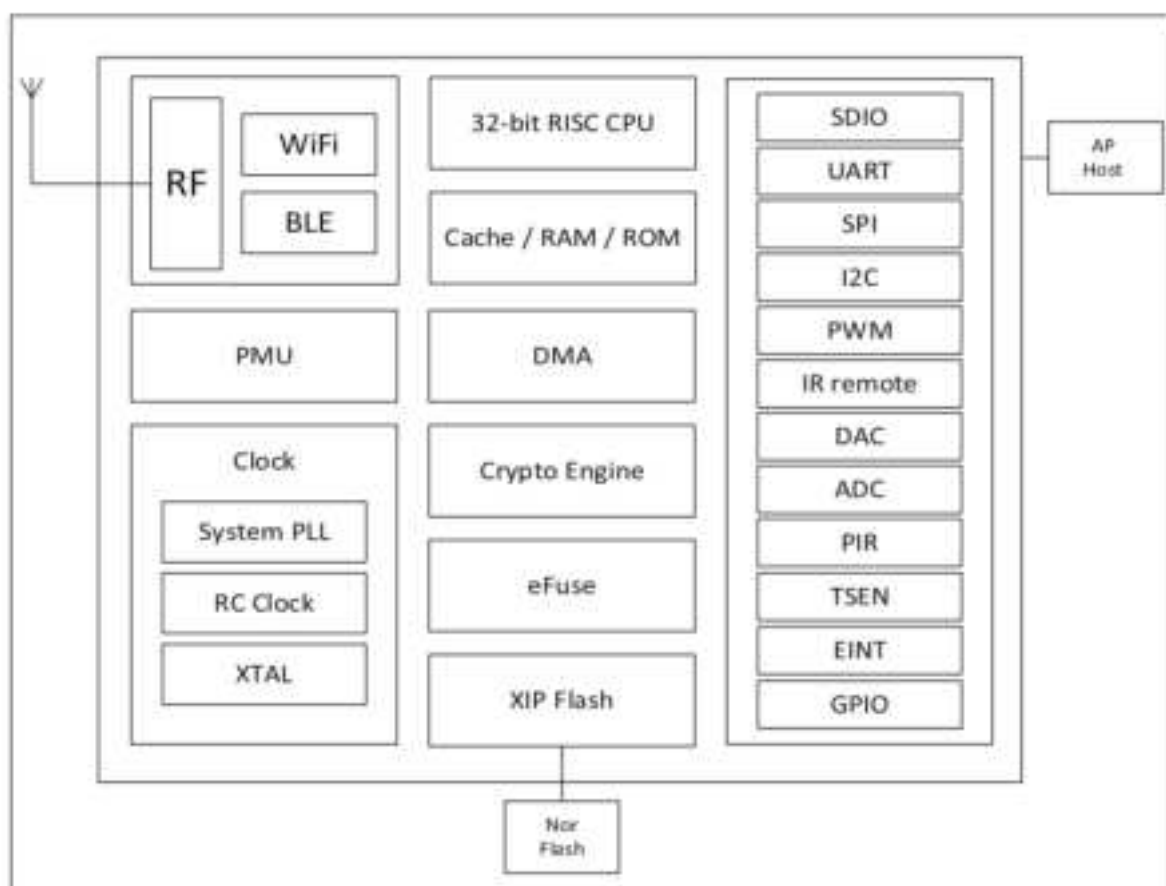 RF
WiFi
BLE
PMU
Clock
System PLL
RC Clock
XTAL
32-bit RISC CPU
Cache / RAM / ROM
DMA
Crypto Engine
eFuse
XIP Flash
Nor
Flash
SDIO
UART
SPI
I2C
PWM
IR remote
DAC
ADC
PIR
TSEN
EINT
GPIO
AP
Host